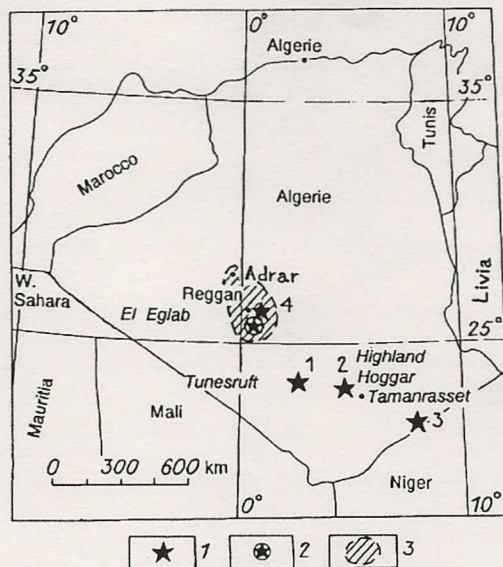 10° 0° 10°
Algerie
35° 35°
Tunis
Marocco
Algerie
Adrar
Livia
W. Sahara
Reggan
4
El Eglab
25°
1 2 Highland
Hoggar
Tunesruft
Tamanrasset
Mauritia
Mali
3
0 300 600 km
Niger
0° 10°
1 2 3